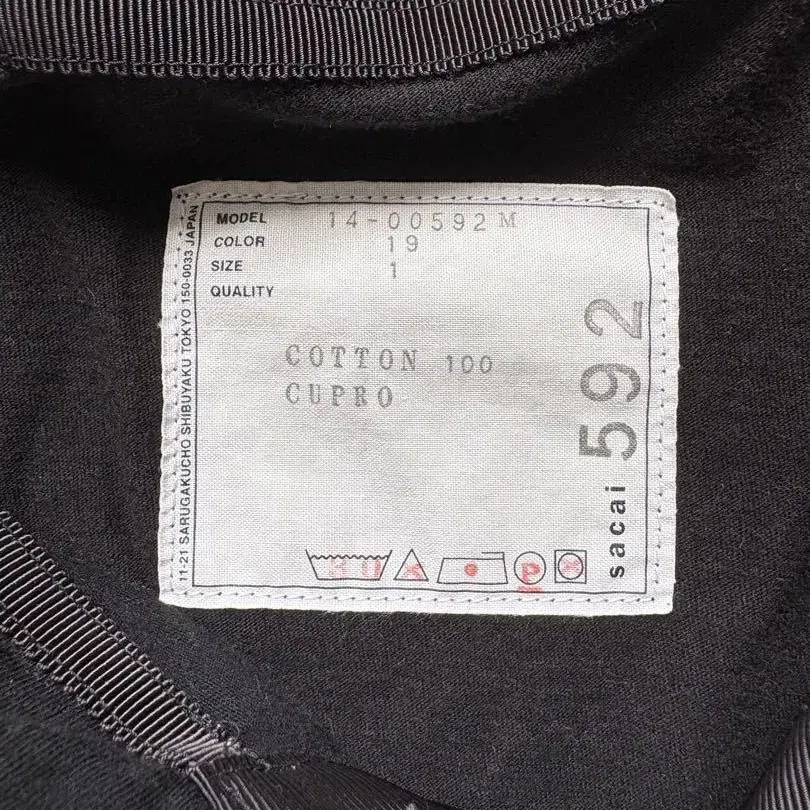 MODEL 14-00592 M
COLOR 19
SIZE 1
QUALITY
COTTON 100
CUPRO
11-21 SARUGAKUCHO SHIBUYAKU TOKYO 150-0033 JAPAN
sacai 592
P